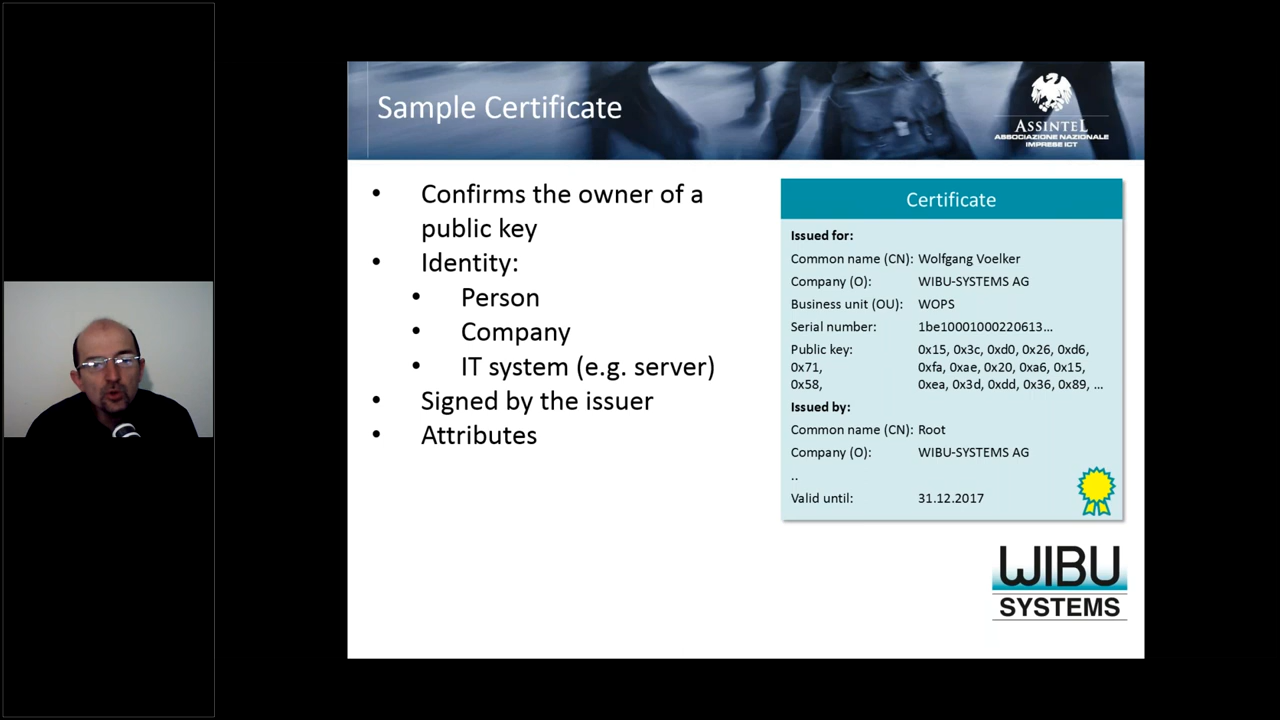 Sample Certificate
ASSINTEL
ASSOCIAZIONE NAZIONALE
IMPRESE ICT
• Confirms the owner of a
public key
• Identity:
• Person
• Company
• IT system (e.g. server)
• Signed by the issuer
• Attributes
Certificate
Issued for:
Common name (CN): Wolfgang Voelker
Company (O): WIBU-SYSTEMS AG
Business unit (OU): WOPS
Serial number: 1be10001000220613...
Public key: 0x15, 0x3c, 0xd0, 0x26, 0xd6,
0x71, 0xfa, 0xae, 0x20, 0xa6, 0x15,
0x58, 0xea, 0x3d, 0xdd, 0x36, 0x89, ...
Issued by:
Common name (CN): Root
Company (O): WIBU-SYSTEMS AG
..
Valid until: 31.12.2017
WIBU
SYSTEMS